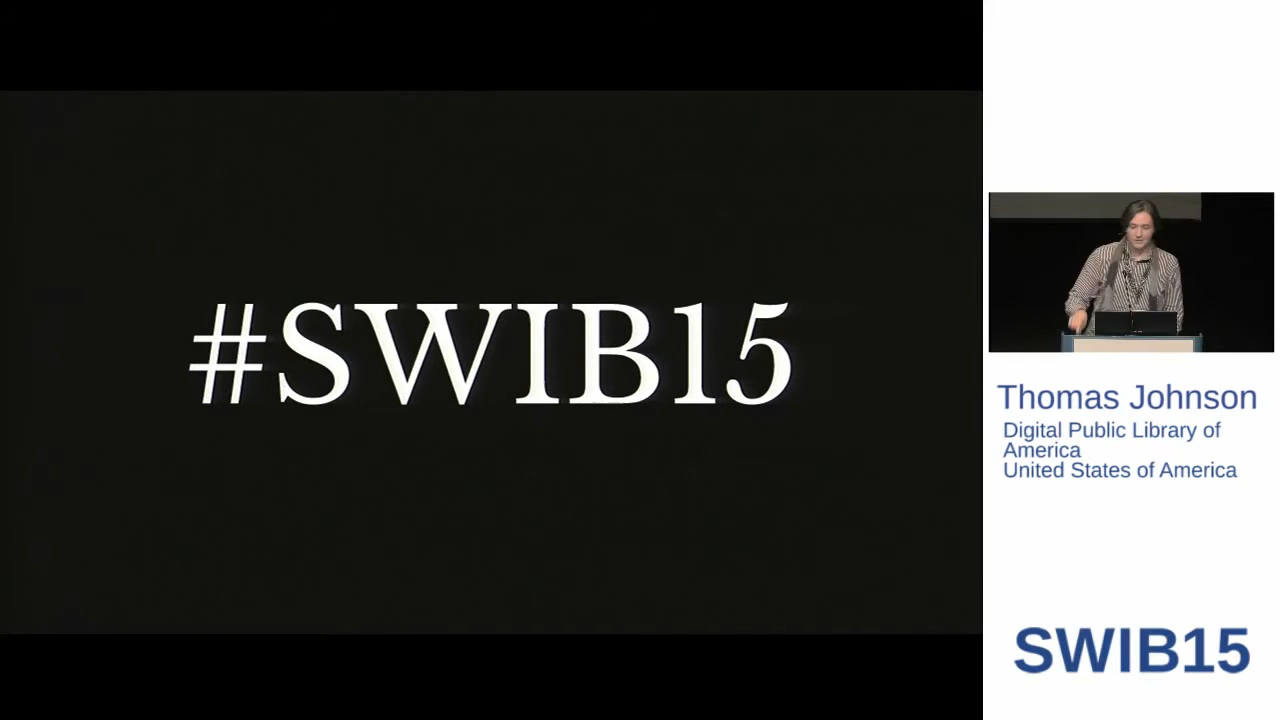 #SWIB15
Thomas Johnson
Digital Public Library of
America
United States of America
SWIB15